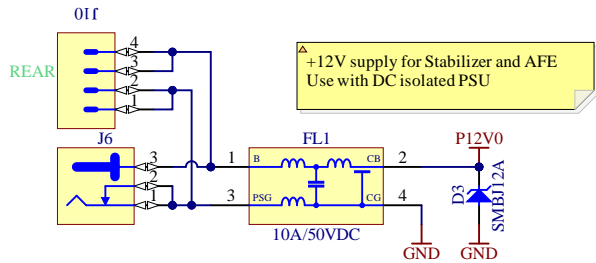 J10
REAR
4
3
2
1
+12V supply for Stabilizer and AFE
Use with DC isolated PSU
J6
3
2
1
FL1
1
B
CB
2
3
PSG
CG
4
10A/50VDC
P12V0
D3
SMBJ12A
GND
GND